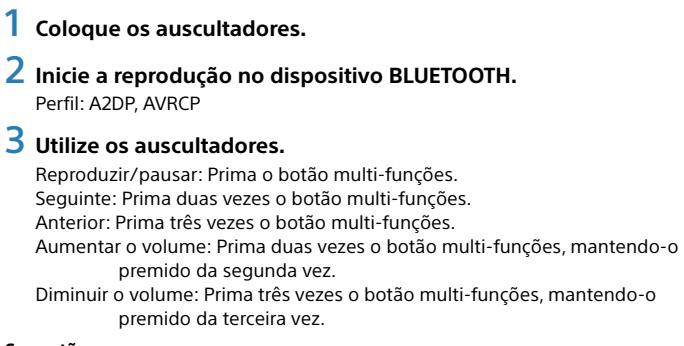 1 Coloque os auscultadores.
2 Inicie a reprodução no dispositivo BLUETOOTH.
Perfil: A2DP, AVRCP
3 Utilize os auscultadores.
Reproduzir/pausar: Prima o botão multi-funções.
Seguinte: Prima duas vezes o botão multi-funções.
Anterior: Prima três vezes o botão multi-funções.
Aumentar o volume: Prima duas vezes o botão multi-funções, mantendo-o
premido da segunda vez.
Diminuir o volume: Prima três vezes o botão multi-funções, mantendo-o
premido da terceira vez.